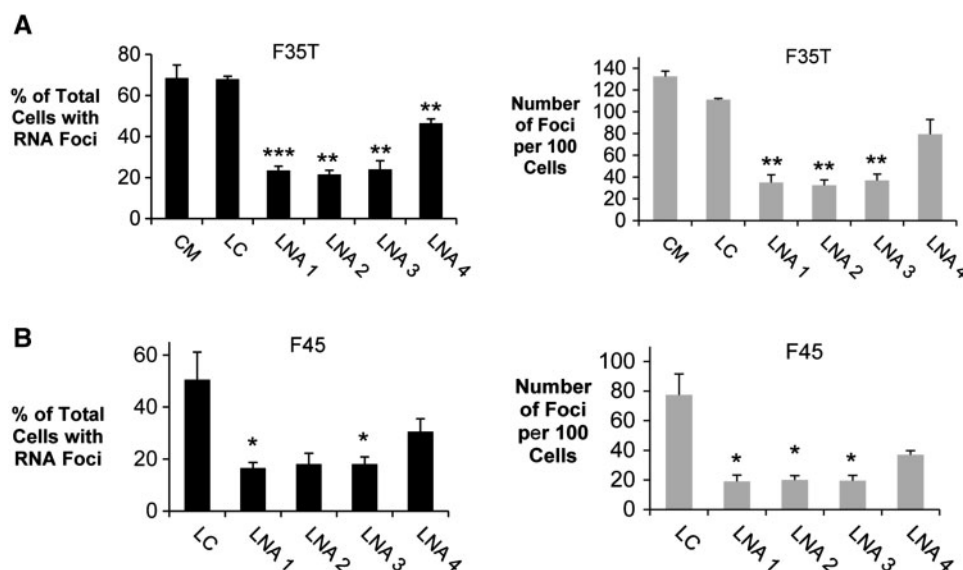 A
F35T
% of Total
Cells with
RNA Foci
80
60
40
20
0
***
**
**
**
CM
LC
LNA 1
LNA 2
LNA 3
LNA 4
F35T
Number
of Foci
per 100
Cells
140
120
100
80
60
40
20
0
**
**
**
CM
LC
LNA 1
LNA 2
LNA 3
LNA 4
B
F45
% of Total
Cells with
RNA Foci
60
40
20
0
*
*
LC
LNA 1
LNA 2
LNA 3
LNA 4
F45
Number
of Foci
per 100
Cells
100
80
60
40
20
0
*
*
*
LC
LNA 1
LNA 2
LNA 3
LNA 4